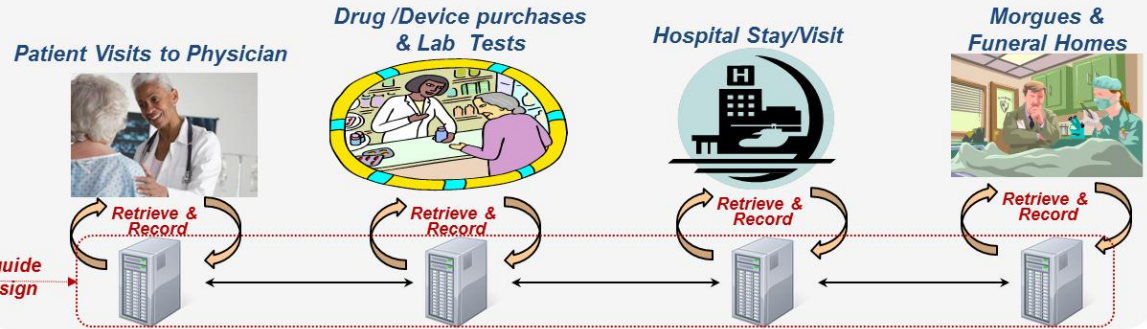 Patient Visits to Physician
Drug /Device purchases
& Lab Tests
Hospital Stay/Visit
Morgues &
Funeral Homes
H
Retrieve &
Record
Retrieve &
Record
Retrieve &
Record
Retrieve &
Record
guide
sign